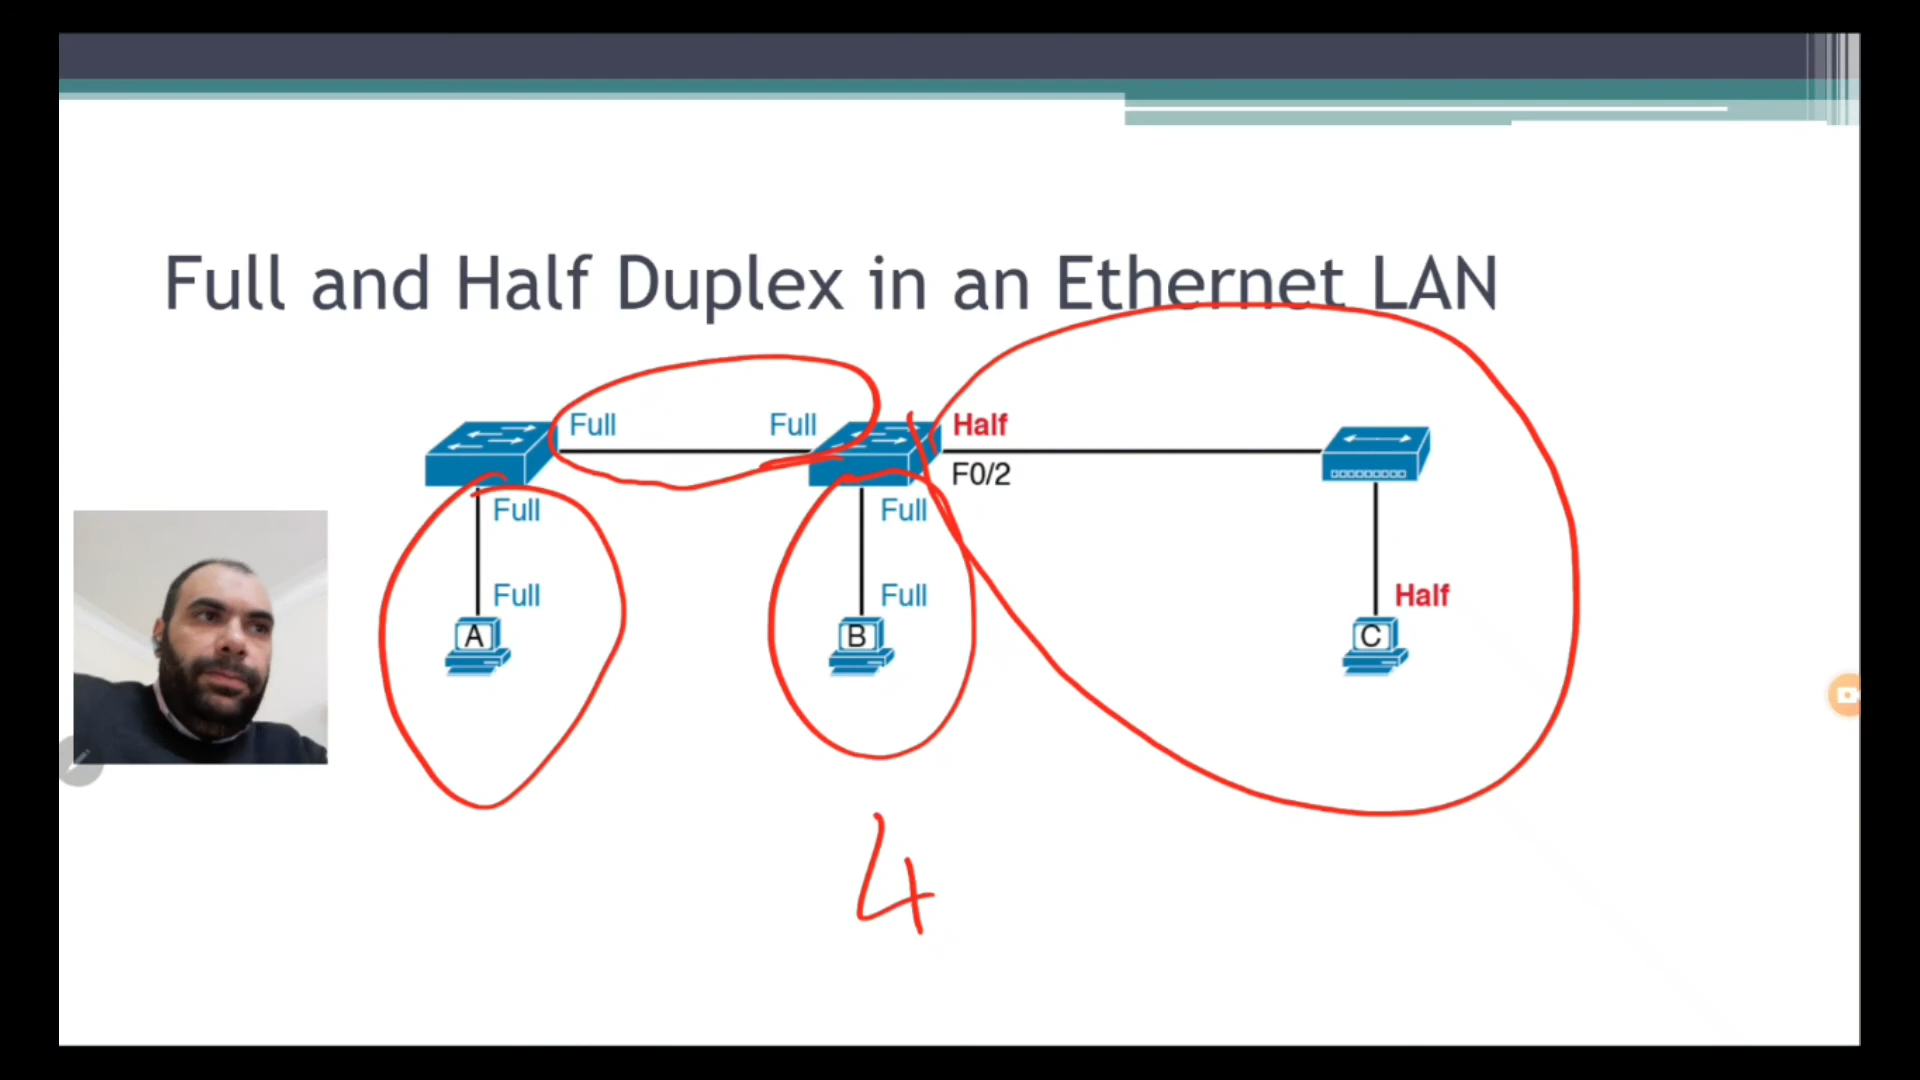 Full and Half Duplex in an Ethernet LAN
Full Full Half
F0/2
Full Full
Full Full Half
A B C
4